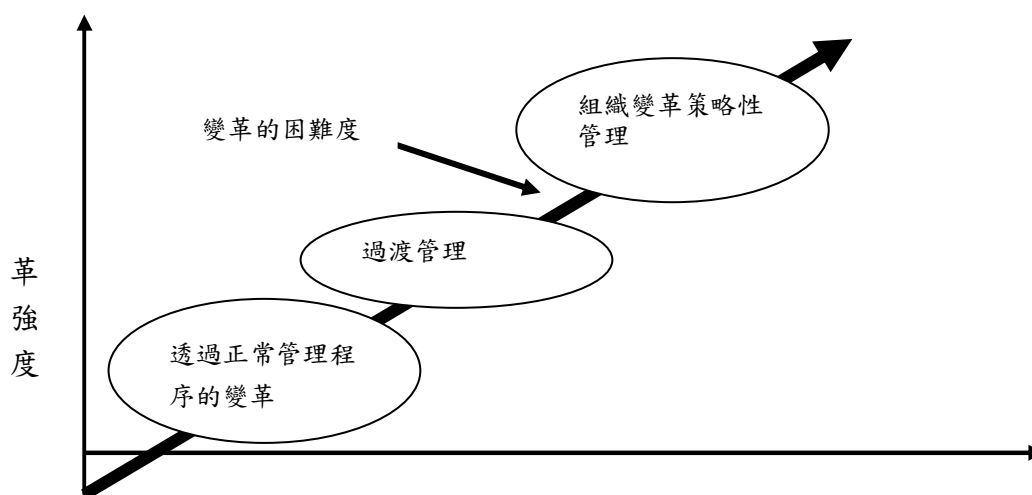 組織變革策略性
管理
變革的困難度
過渡管理
革
強
度
透過正常管理程
序的變革